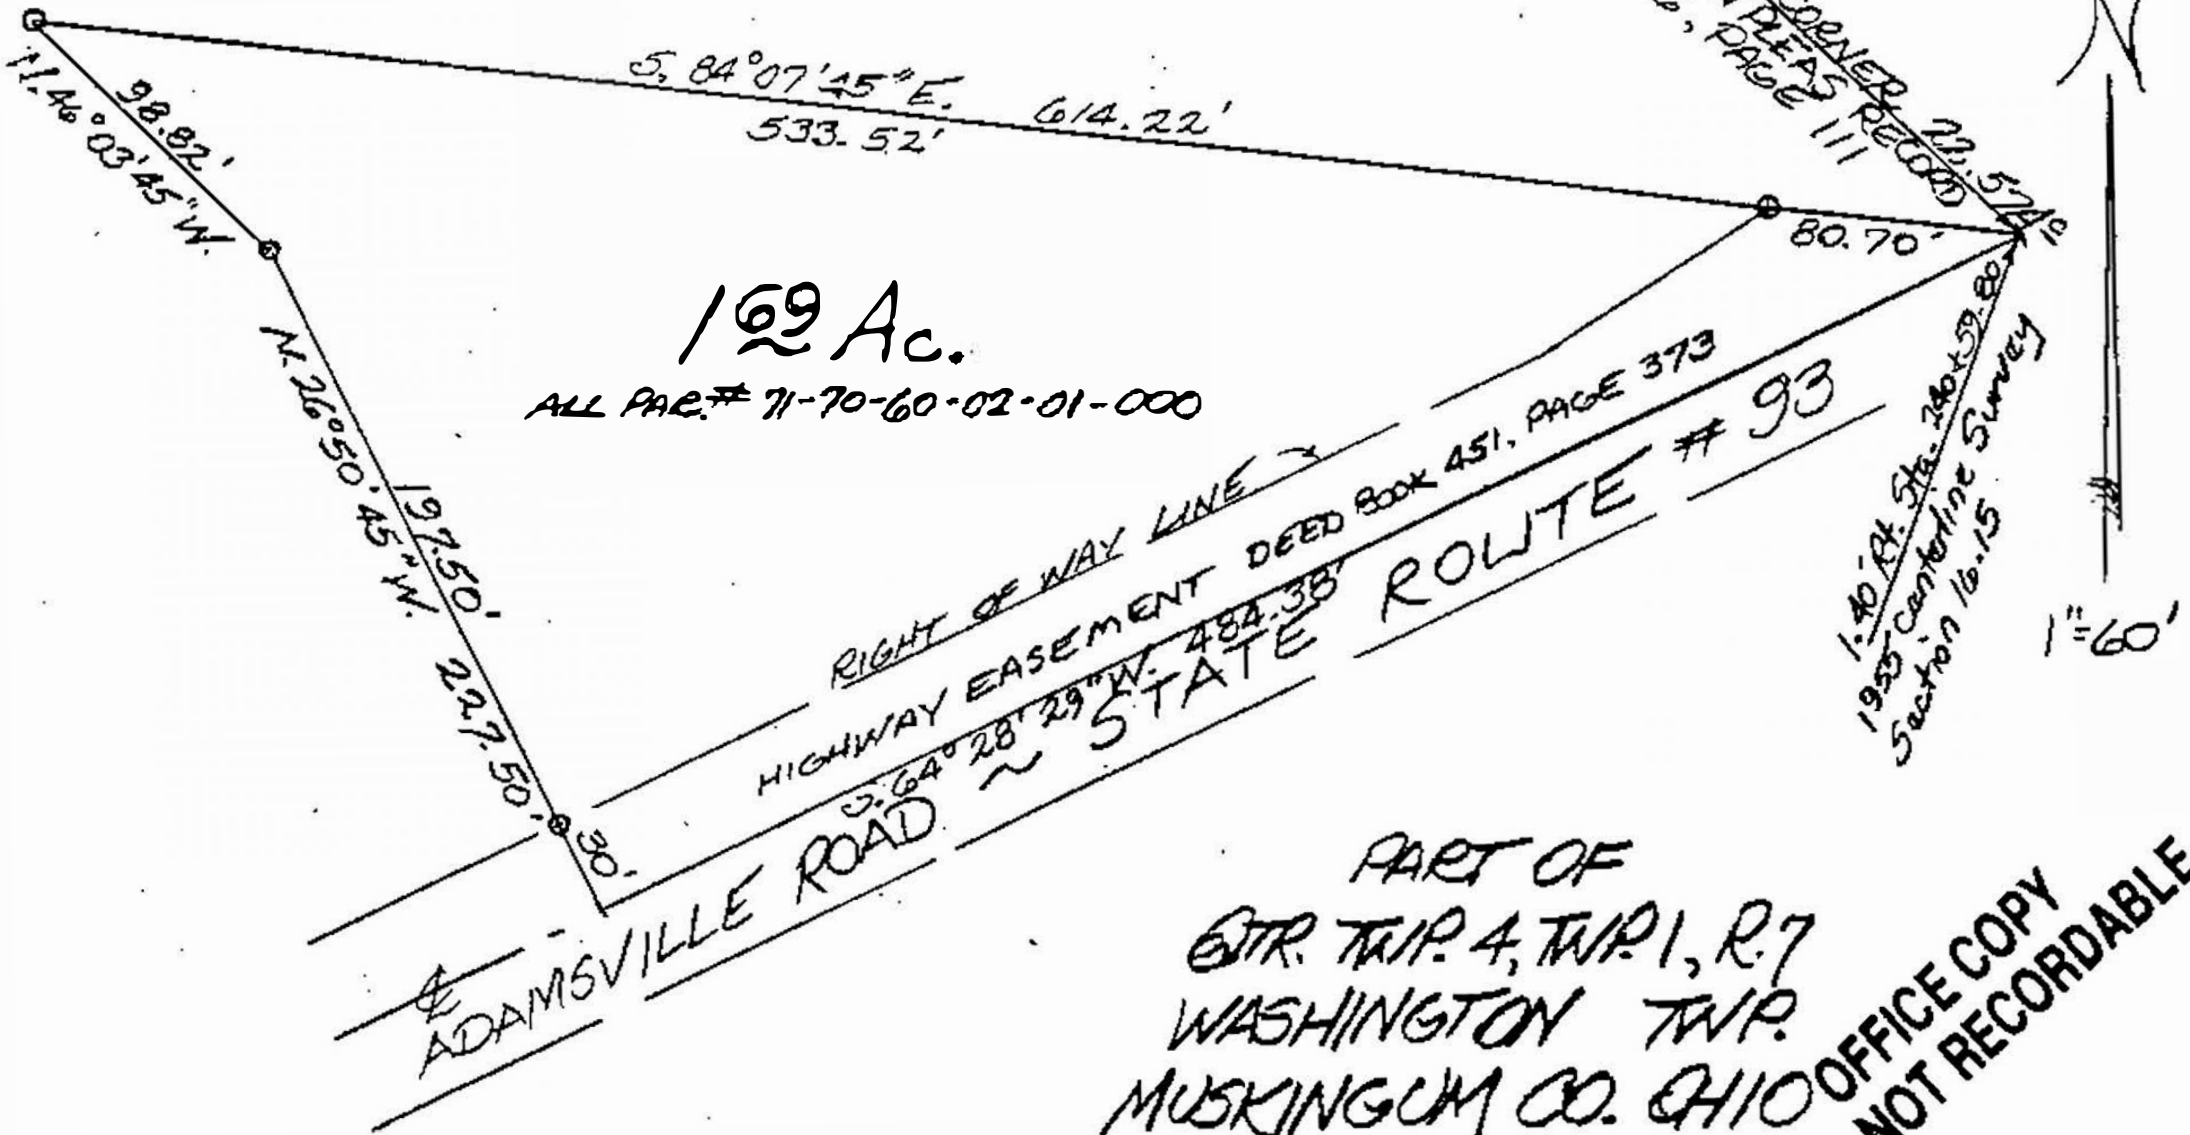 CORNER
PLEAS RECORD
PAGE 111
22.574°
N
S. 84°07'45"E. 614.22'
533.52'
80.70'
98.82'
N. 46°03'45"W.
1 69 Ac.
ALL PAR.# 71-70-60-02-01-000
N. 26°50'45"W.
197.50'
227.50'
30'
RIGHT OF WAY LINE
HIGHWAY EASEMENT DEED BOOK 451, PAGE 373
S. 64°28'29"W. 484.38'
ADAMSVILLE ROAD ~ STATE ROUTE # 93
℄
1.40' Rt. Sta. 240+59.80
1955 Centerline Survey
Section 16.15
1"=60'
PART OF
QTR. TWP. 4, TWP. 1, R. 7
WASHINGTON TWP.
MUSKINGUM CO. OHIO
OFFICE COPY
NOT RECORDABLE